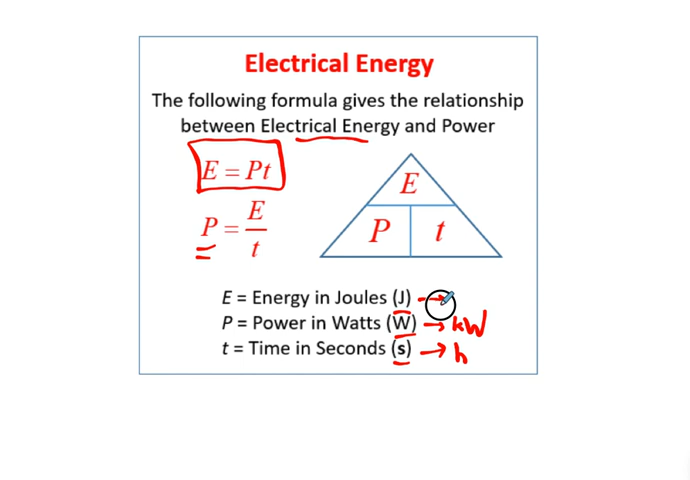 Electrical Energy
The following formula gives the relationship
between Electrical Energy and Power
E = Pt
P = E/t
E
P t
E = Energy in Joules (J) →
P = Power in Watts (W) → kW
t = Time in Seconds (s) → h